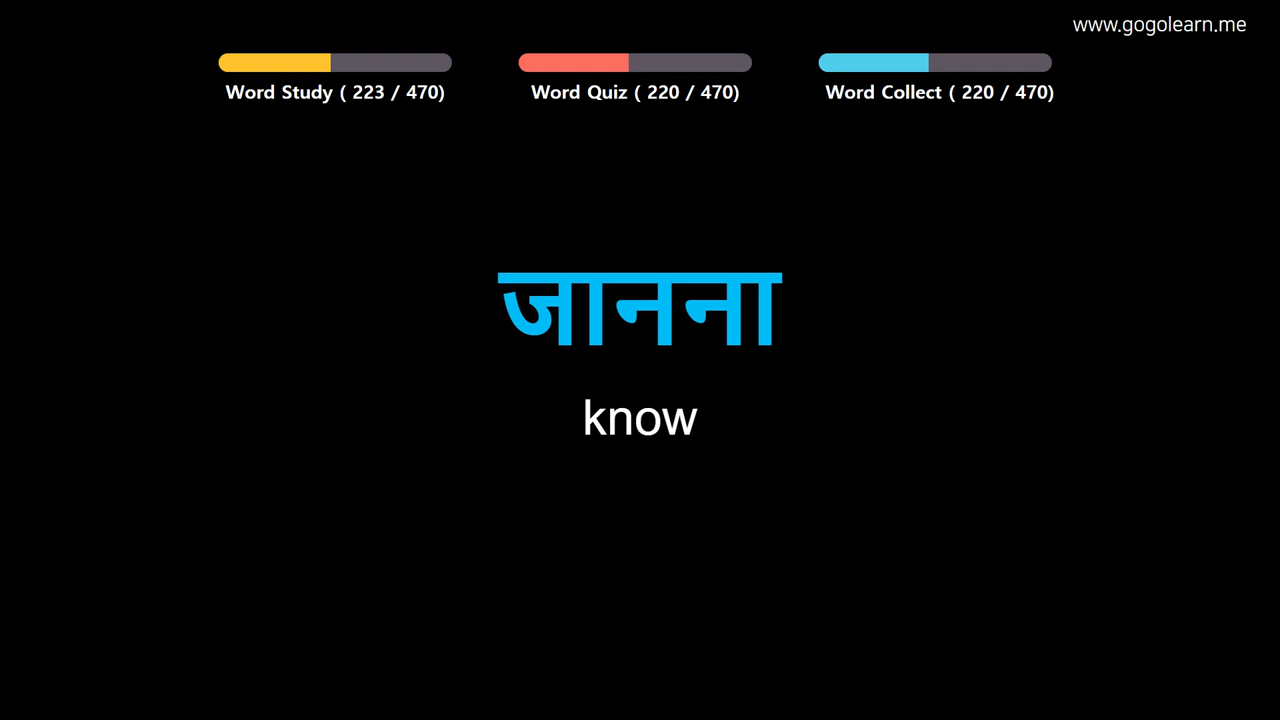 www.gogolearn.me
Word Study ( 223 / 470)
Word Quiz ( 220 / 470)
Word Collect ( 220 / 470)
जानना
know